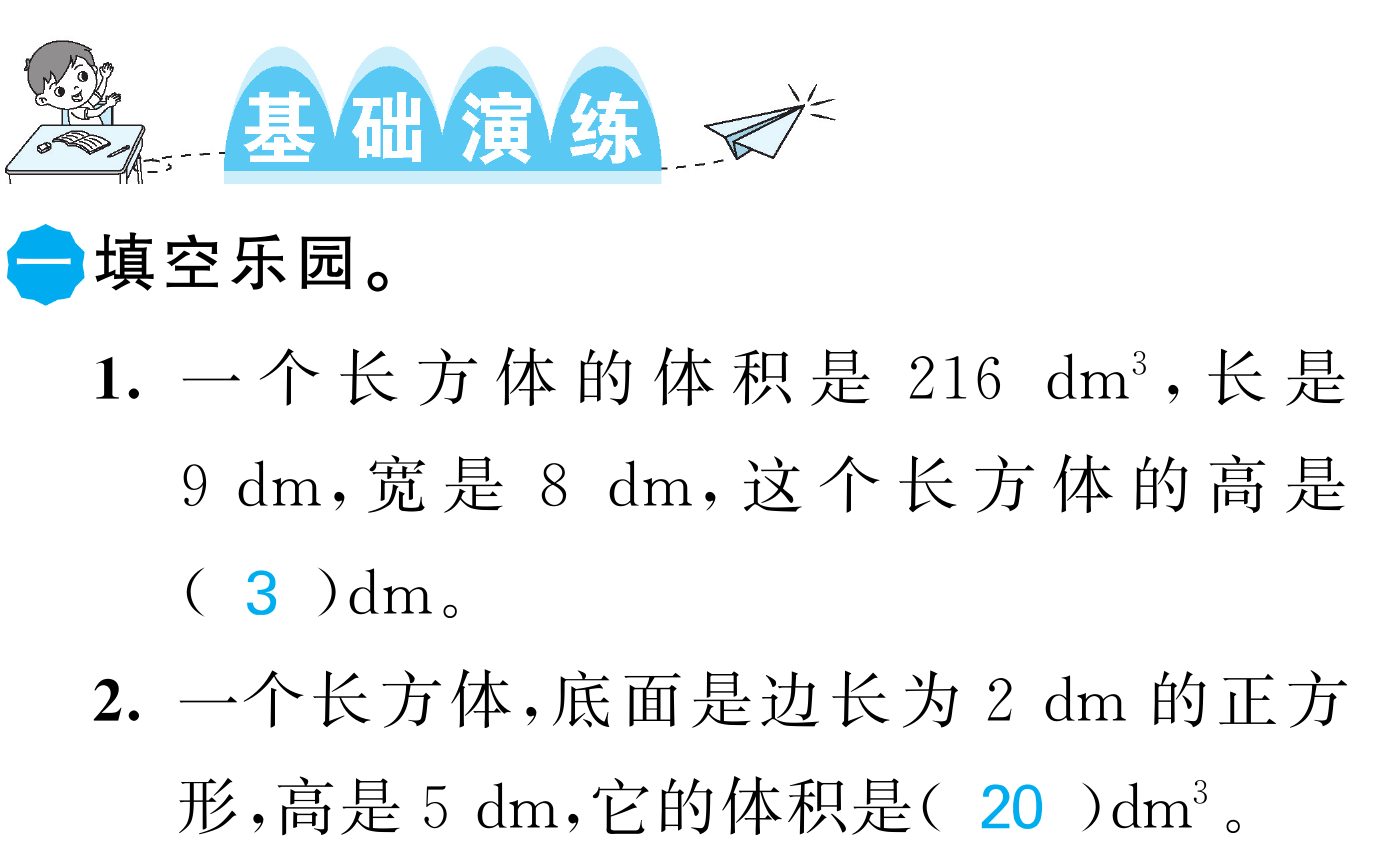 基础演练
一 填空乐园。
1. 一个长方体的体积是 216 dm³,长是
9 dm,宽是 8 dm,这个长方体的高是
( 3 )dm。
2. 一个长方体,底面是边长为 2 dm 的正方
形,高是 5 dm,它的体积是( 20 )dm³。